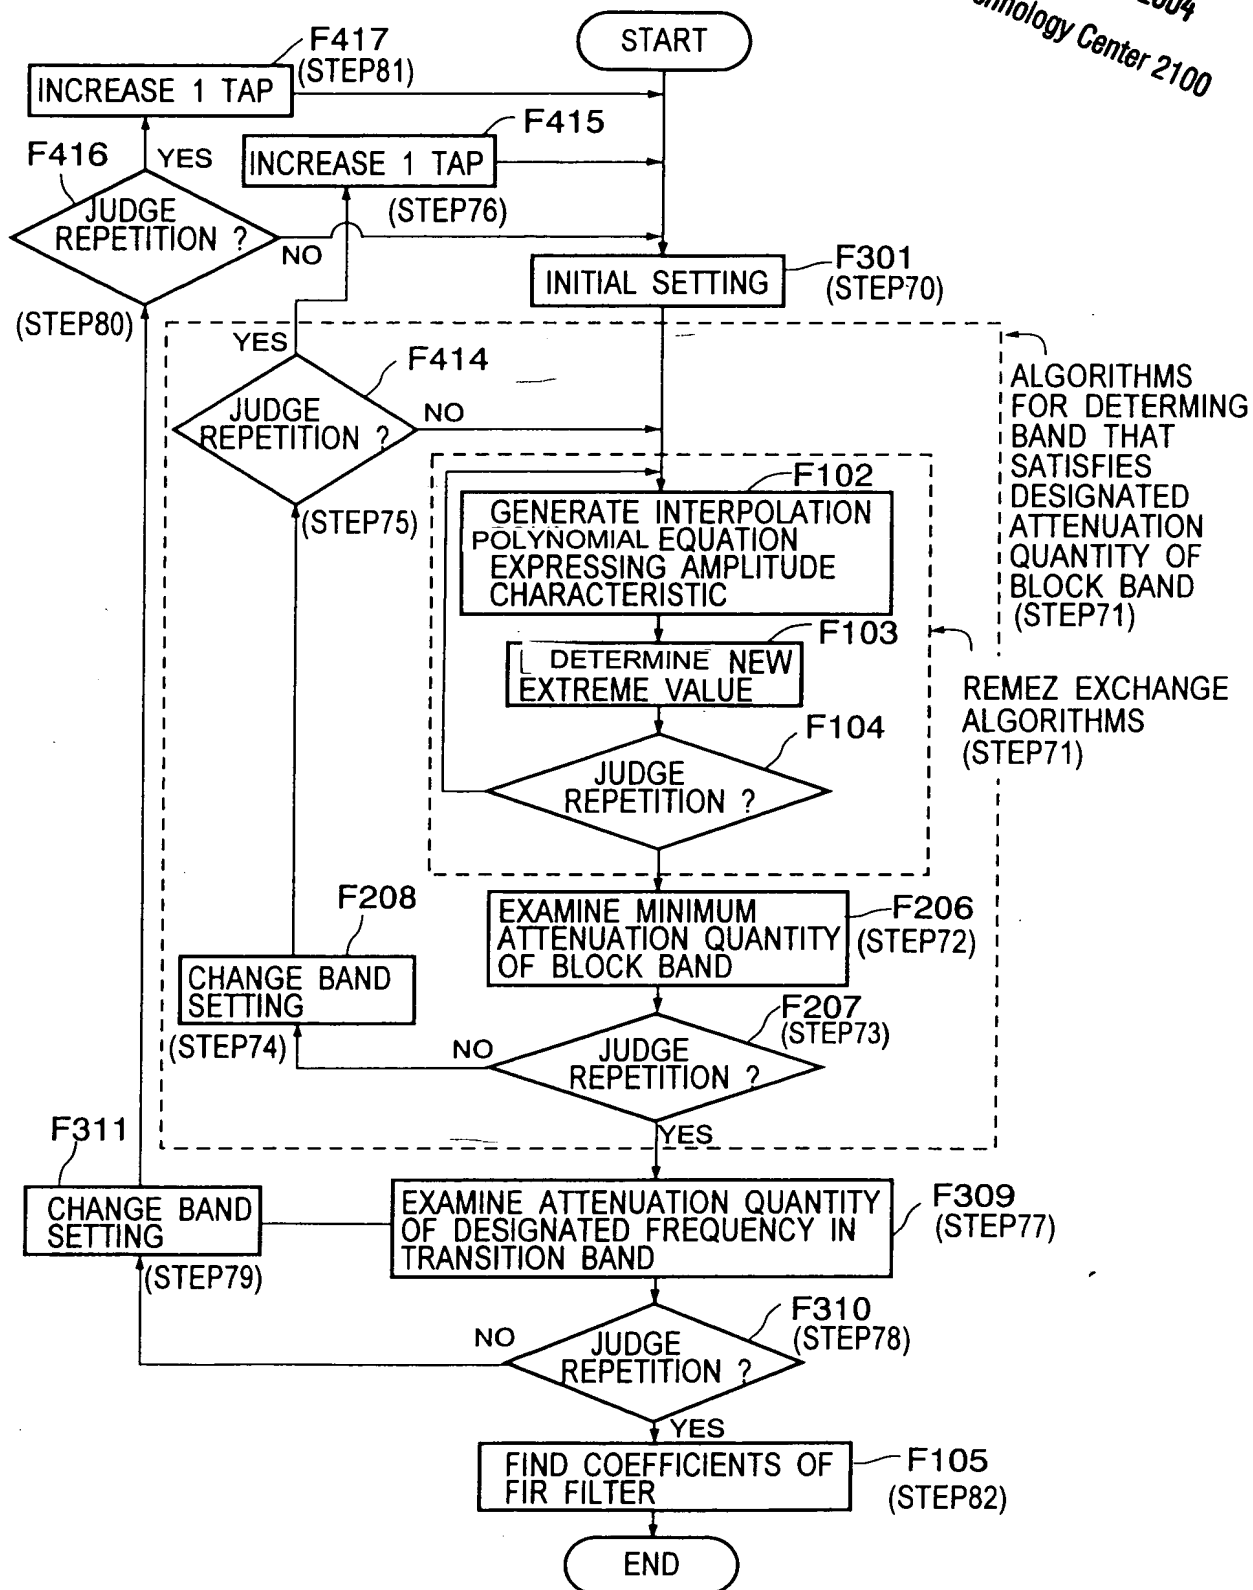 2004
Technology Center 2100
START
F417
(STEP81)
INCREASE 1 TAP
F415
INCREASE 1 TAP
(STEP76)
F416
YES
JUDGE
REPETITION ?
NO
(STEP80)
F301
(STEP70)
INITIAL SETTING
YES
F414
JUDGE
REPETITION ?
NO
(STEP75)
ALGORITHMS
FOR DETERMING
BAND THAT
SATISFIES
DESIGNATED
ATTENUATION
QUANTITY OF
BLOCK BAND
(STEP71)
F102
GENERATE INTERPOLATION
POLYNOMIAL EQUATION
EXPRESSING AMPLITUDE
CHARACTERISTIC
F103
DETERMINE NEW
EXTREME VALUE
REMEZ EXCHANGE
ALGORITHMS
(STEP71)
F104
JUDGE
REPETITION ?
F208
CHANGE BAND
SETTING
(STEP74)
EXAMINE MINIMUM
ATTENUATION QUANTITY
OF BLOCK BAND
F206
(STEP72)
F207
(STEP73)
JUDGE
REPETITION ?
NO
YES
F311
CHANGE BAND
SETTING
(STEP79)
EXAMINE ATTENUATION QUANTITY
OF DESIGNATED FREQUENCY IN
TRANSITION BAND
F309
(STEP77)
F310
(STEP78)
NO
JUDGE
REPETITION ?
YES
FIND COEFFICIENTS OF
FIR FILTER
F105
(STEP82)
END